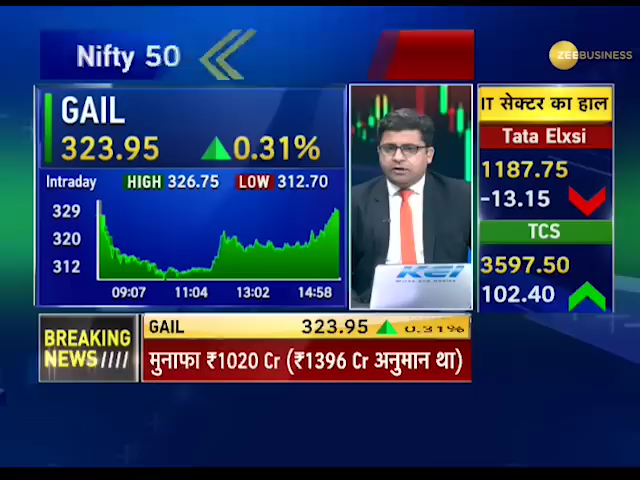 Nifty 50
ZEEBUSINESS
GAIL
323.95 0.31%
Intraday HIGH 326.75 LOW 312.70
329
320
312
09:07 11:04 13:02 14:58
KEI
IT सेक्टर का हाल
Tata Elxsi
1187.75
-13.15
TCS
3597.50
102.40
BREAKING
NEWS
GAIL 323.95 0.31%
मुनाफा ₹1020 Cr (₹1396 Cr अनुमान था)